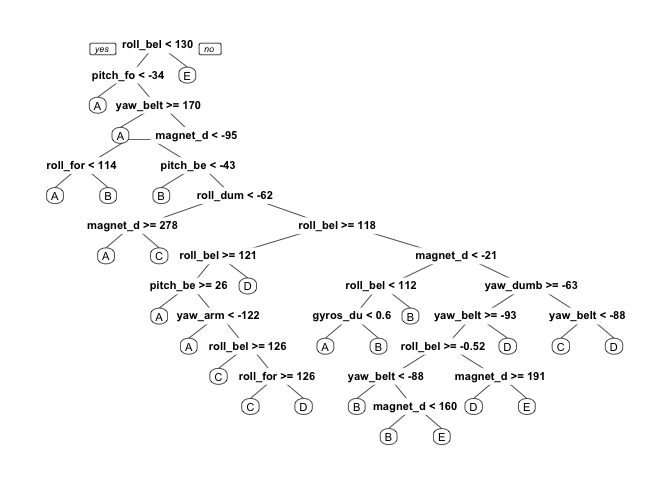 yes roll_bel < 130 no
pitch_fo < -34 E
A yaw_belt >= 170
A magnet_d < -95
roll_for < 114 pitch_be < -43
A B B roll_dum < -62
magnet_d >= 278 roll_bel >= 118
A C roll_bel >= 121 magnet_d < -21
pitch_be >= 26 D roll_bel < 112 yaw_dumb >= -63
A yaw_arm < -122 gyros_du < 0.6 B yaw_belt >= -93 yaw_belt < -88
A roll_bel >= 126 A B roll_bel >= -0.52 D C D
C roll_for >= 126 yaw_belt < -88 magnet_d >= 191
C D B magnet_d < 160 D E
B E